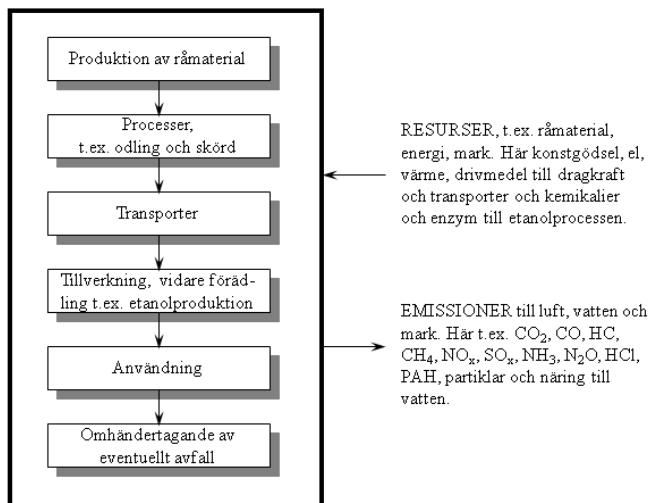 Produktion av råmaterial
Processer,
t.ex. odling och skörd
Transporter
Tillverkning, vidare föräd-
ling t.ex. etanolproduktion
Användning
Omhändertagande av
eventuellt avfall
RESURSER, t.ex. råmaterial,
energi, mark. Här konstgödsel, el,
värme, drivmedel till dragkraft
och transporter och kemikalier
och enzym till etanolprocessen.
EMISSIONER till luft, vatten och
mark. Här t.ex. CO₂, CO, HC,
CH₄, NOₓ, SOₓ, NH₃, N₂O, HCl,
PAH, partiklar och näring till
vatten.